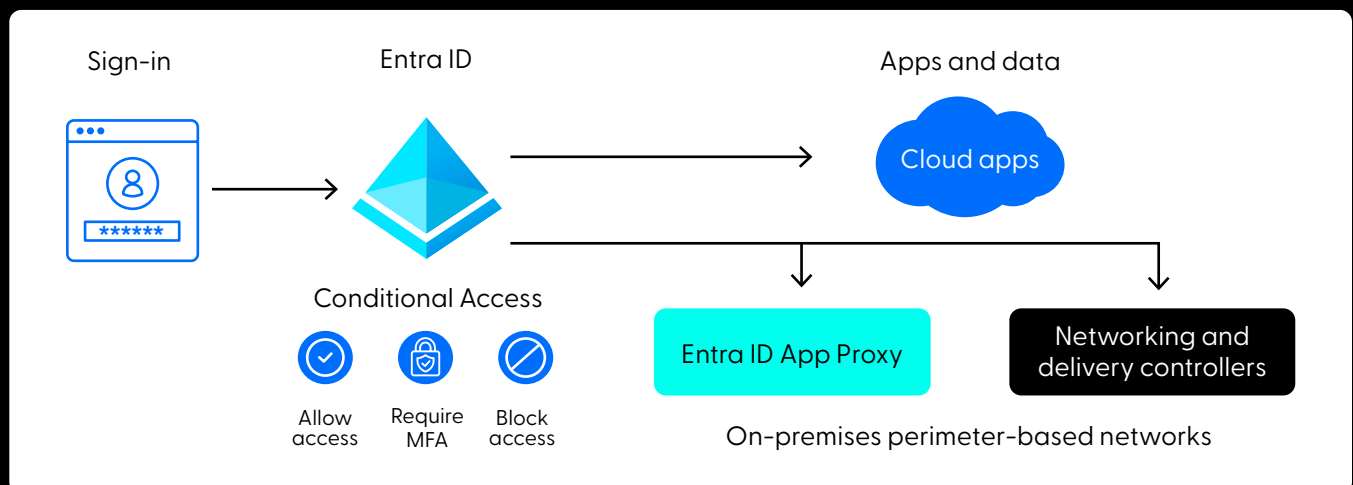 Sign-in
Entra ID
Apps and data
******
Cloud apps
Conditional Access
Allow
access
Require
MFA
Block
access
Entra ID App Proxy
Networking and
delivery controllers
On-premises perimeter-based networks